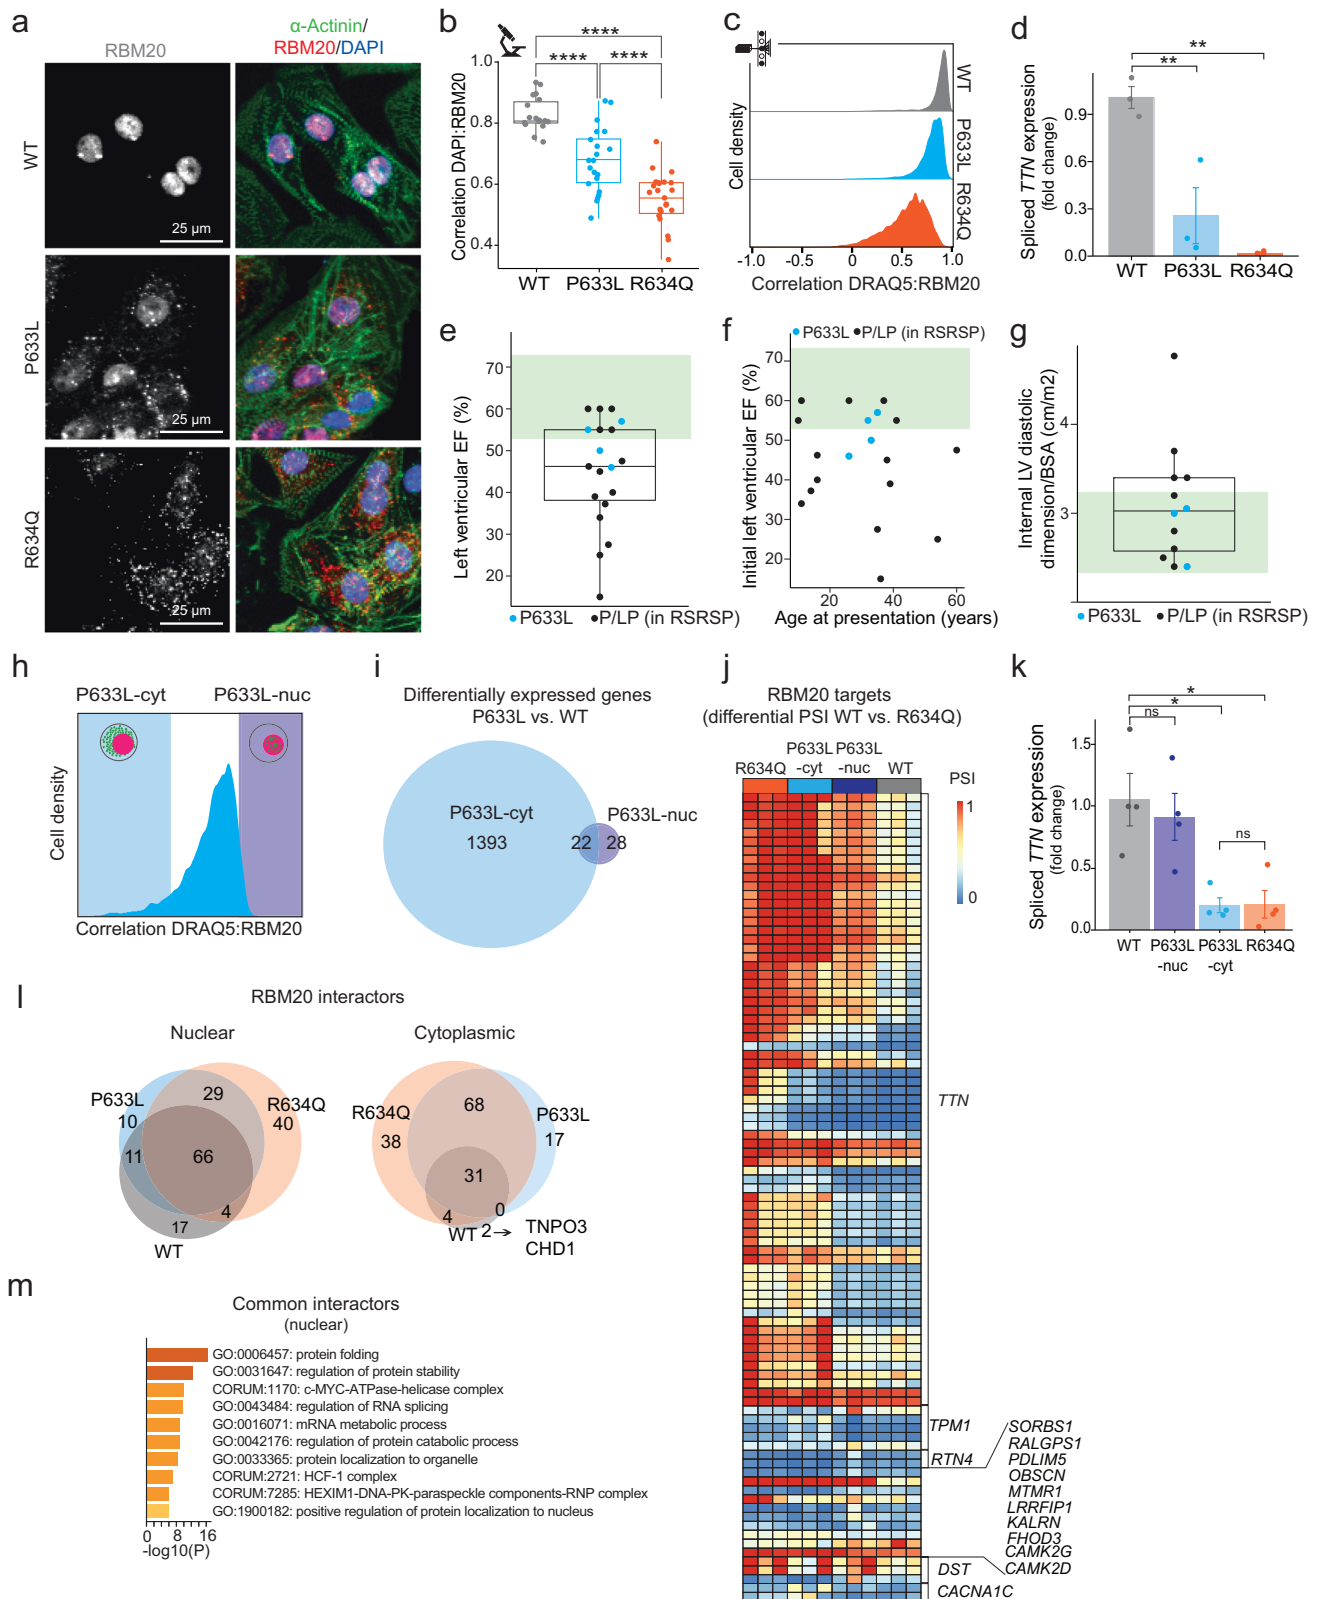 a
RBM20
α-Actinin/
RBM20/DAPI
WT
25 µm
P633L
25 µm
R634Q
25 µm
b
****
****
****
Correlation DAPI:RBM20
1.0
0.8
0.6
0.4
WT P633L R634Q
c
Cell density
WT
P633L
R634Q
-1.0 -0.5 0 0.5 1.0
Correlation DRAQ5:RBM20
d
**
**
Spliced TTN expression
(fold change)
0.9
0.6
0.3
0.0
WT P633L R634Q
e
Left ventricular EF (%)
70
60
50
40
30
20
P633L P/LP (in RSRSP)
f
P633L P/LP (in RSRSP)
Initial left ventricular EF (%)
70
60
50
40
30
20
20 40 60
Age at presentation (years)
g
Internal LV diastolic
dimension/BSA (cm/m2)
4
3
P633L P/LP (in RSRSP)
h
P633L-cyt P633L-nuc
Cell density
Correlation DRAQ5:RBM20
i
Differentially expressed genes
P633L vs. WT
P633L-cyt
1393
P633L-nuc
22 28
j
RBM20 targets
(differential PSI WT vs. R634Q)
R634Q P633L-cyt P633L-nuc WT
PSI
1
0
TTN
TPM1
RTN4
SORBS1
RALGPS1
PDLIM5
OBSCN
MTMR1
LRRFIP1
KALRN
FHOD3
CAMK2G
CAMK2D
DST
CACNA1C
k
*
*
ns
ns
Spliced TTN expression
(fold change)
1.5
1.0
0.5
0.0
WT P633L P633L R634Q
-nuc -cyt
l
RBM20 interactors
Nuclear
P633L
10
29
R634Q
40
11
66
17
4
WT
Cytoplasmic
R634Q
38
68
P633L
17
31
4
0
WT 2→ TNPO3
CHD1
m
Common interactors
(nuclear)
GO:0006457: protein folding
GO:0031647: regulation of protein stability
CORUM:1170: c-MYC-ATPase-helicase complex
GO:0043484: regulation of RNA splicing
GO:0016071: mRNA metabolic process
GO:0042176: regulation of protein catabolic process
GO:0033365: protein localization to organelle
CORUM:2721: HCF-1 complex
CORUM:7285: HEXIM1-DNA-PK-paraspeckle components-RNP complex
GO:1900182: positive regulation of protein localization to nucleus
0 8 16
-log10(P)